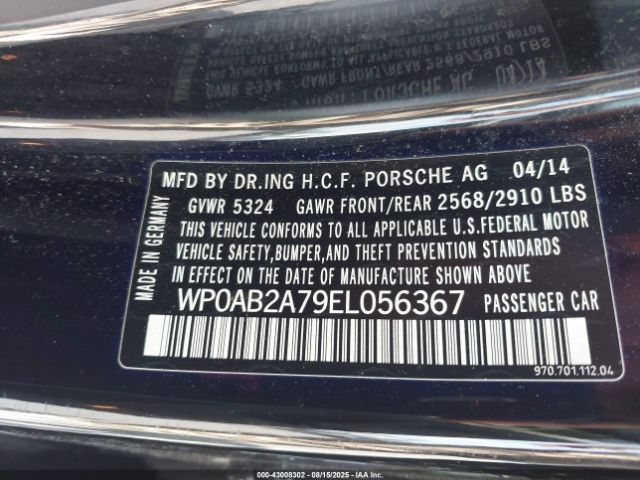 MFD BY DR.ING H.C.F. PORSCHE AG 04/14
GVWR 5324 GAWR FRONT/REAR 2568/2910 LBS
THIS VEHICLE CONFORMS TO ALL APPLICABLE U.S.FEDERAL MOTOR
VEHICLE SAFETY,BUMPER,AND THEFT PREVENTION STANDARDS
IN EFFECT ON THE DATE OF MANUFACTURE SHOWN ABOVE.
WP0AB2A79EL056367 PASSENGER CAR
MADE IN GERMANY
970.701.112.04
000-43008302 - 08/15/2025 - IAAI.COM